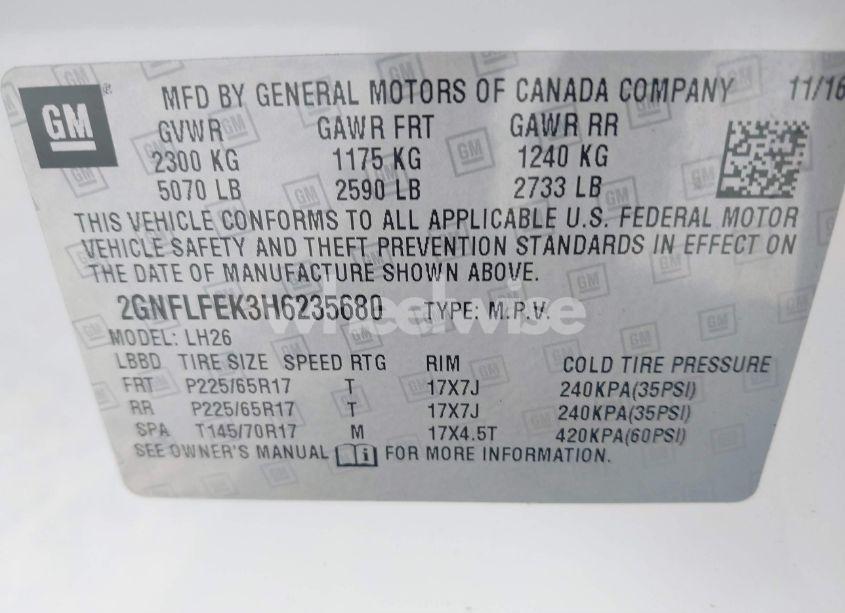 GM
MFD BY GENERAL MOTORS OF CANADA COMPANY 11/16
GVWR GAWR FRT GAWR RR
2300 KG 1175 KG 1240 KG
5070 LB 2590 LB 2733 LB
THIS VEHICLE CONFORMS TO ALL APPLICABLE U.S. FEDERAL MOTOR
VEHICLE SAFETY AND THEFT PREVENTION STANDARDS IN EFFECT ON
THE DATE OF MANUFACTURE SHOWN ABOVE.
2GNFLFEK3H6235680 TYPE: M.P.V.
wheelwise
MODEL: LH26
LBBD TIRE SIZE SPEED RTG RIM COLD TIRE PRESSURE
FRT P225/65R17 T 17X7J 240KPA(35PSI)
RR P225/65R17 T 17X7J 240KPA(35PSI)
SPA T145/70R17 M 17X4.5T 420KPA(60PSI)
SEE OWNER'S MANUAL i FOR MORE INFORMATION.